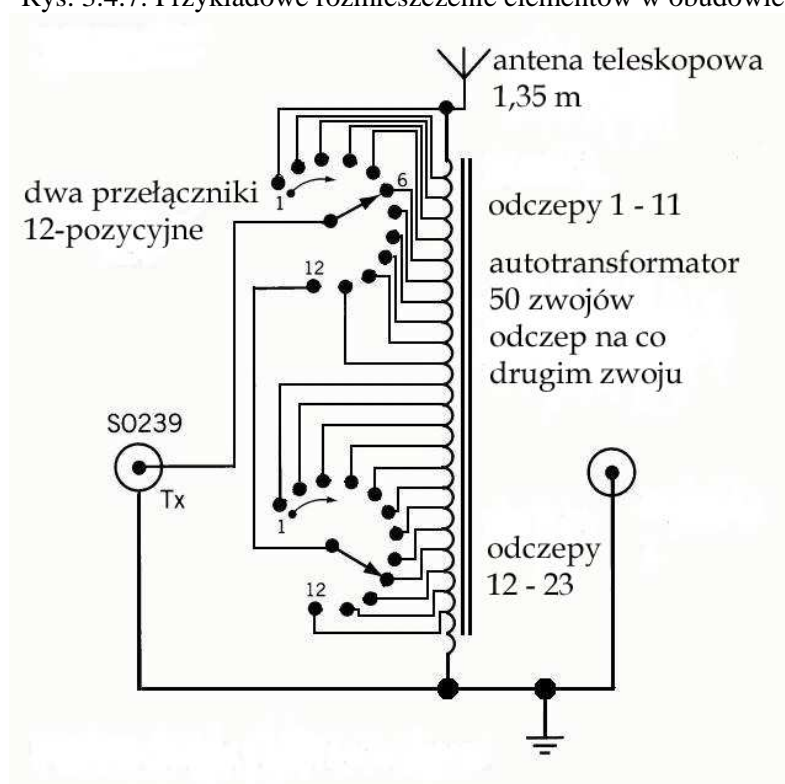 Rys. 3.4.7. Przykładowe rozmieszczenie elementów w obudowie
antena teleskopowa
1,35 m
dwa przełączniki
12-pozycyjne
1
6
12
odczepy 1 - 11
autotransformator
50 zwojów
odczep na co
drugim zwoju
SO239
Tx
1
12
odczepy
12 - 23